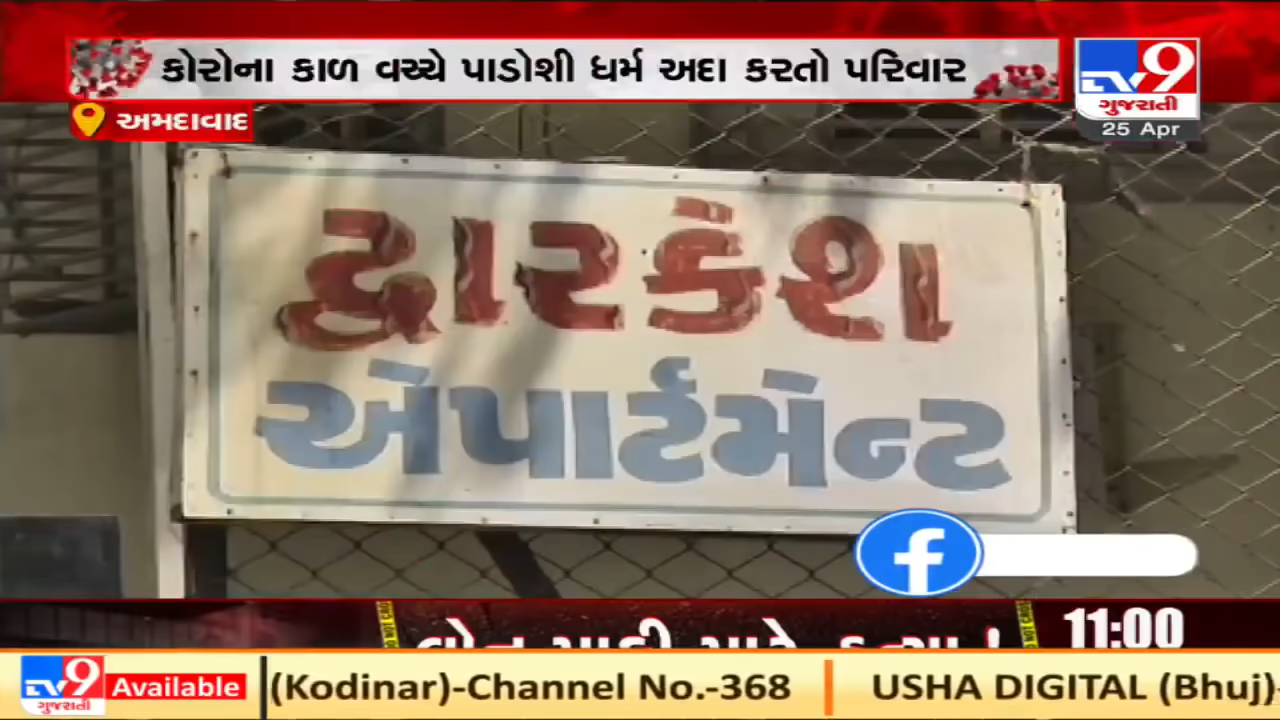 કોરોના કાળ વચ્ચે પાડોશી ધર્મ અદા કરતો પરિવાર
TV9
ગુજરાતી
25 Apr
અમદાવાદ
દ્વારકેશ
એપાર્ટમેન્ટ
f
11:00
TV9
ગુજરાતી
Available
(Kodinar)-Channel No.-368
USHA DIGITAL (Bhuj)-